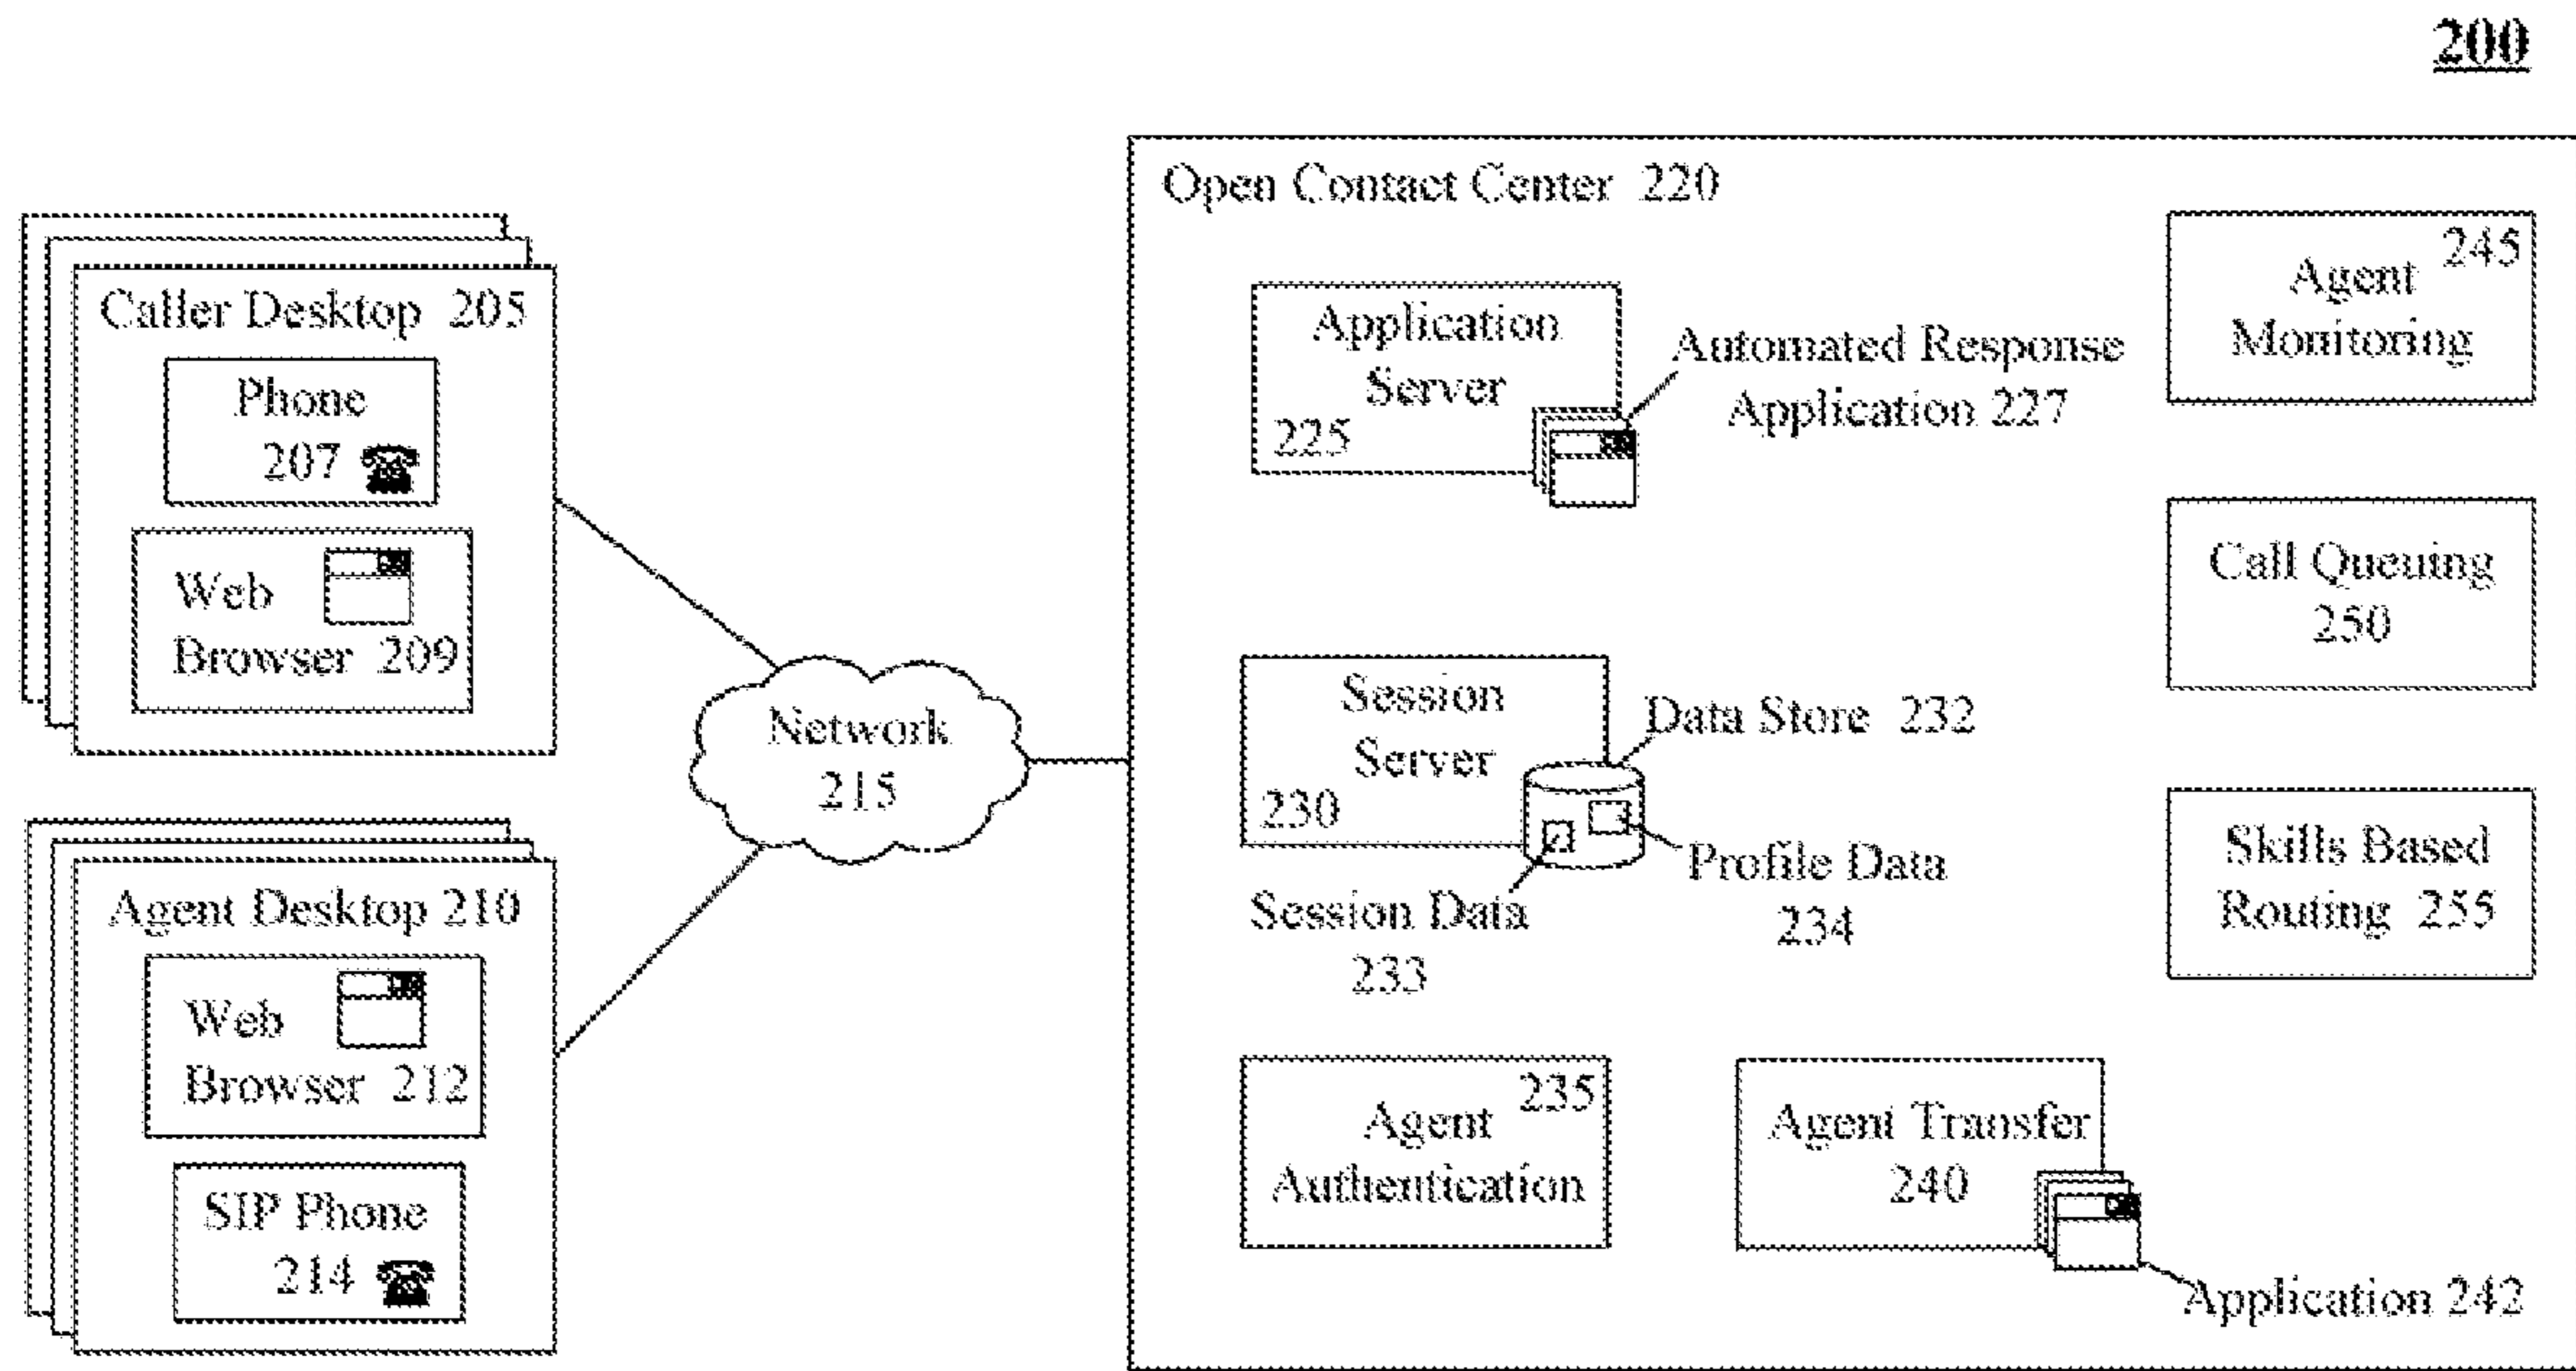 200
Caller Desktop 205
Phone
207
Web
Browser 209
Agent Desktop 210
Web
Browser 212
SIP Phone
214
Network
215
Open Contact Center 220
Application
Server
225
Automated Response
Application 227
Session
Server
230
Data Store 232
Profile Data
234
Session Data
233
235
Agent
Authentication
Agent Transfer
240
Application 242
245
Agent
Monitoring
Call Queuing
250
Skills Based
Routing 255